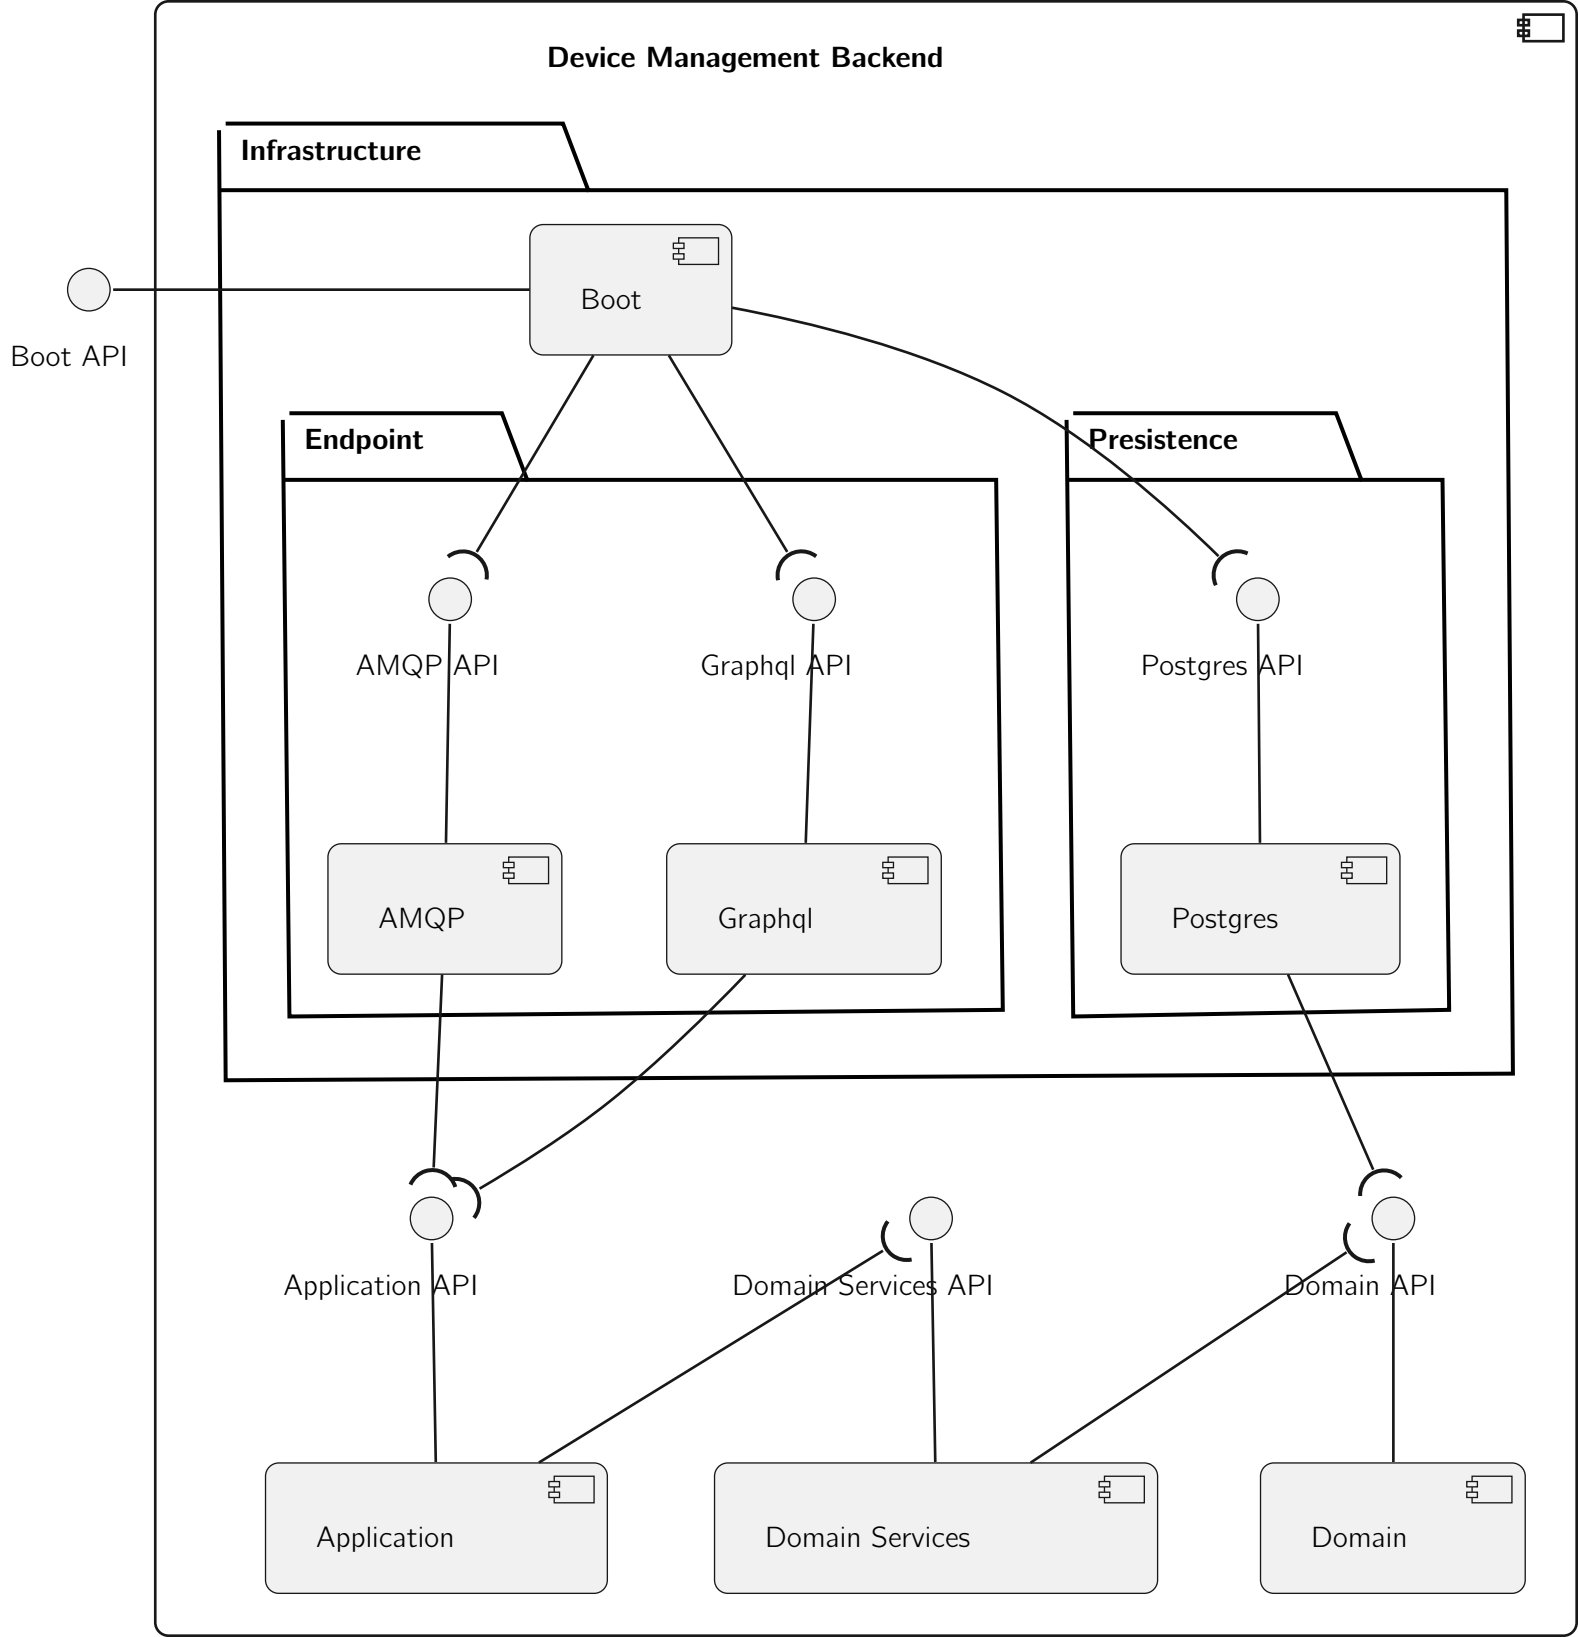 Device Management Backend
Infrastructure
Boot
Boot API
Endpoint
Presistence
AMQP API
Graphql API
Postgres API
AMQP
Graphql
Postgres
Application API
Domain Services API
Domain API
Application
Domain Services
Domain